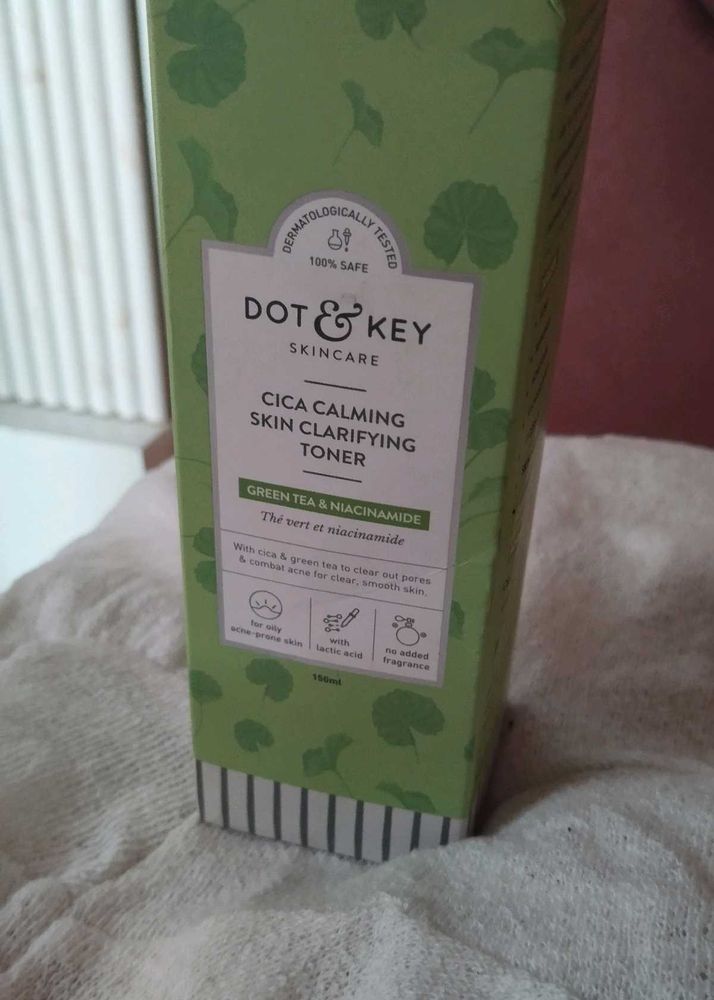 DERMATOLOGICALLY TESTED
100% SAFE
DOT & KEY
SKINCARE
CICA CALMING
SKIN CLARIFYING
TONER
GREEN TEA & NIACINAMIDE
Thé vert et niacinamide
With cica & green tea to clear out pores
& combat acne for clear, smooth skin.
for oily
acne-prone skin
with
lactic acid
no added
fragrance
150ml